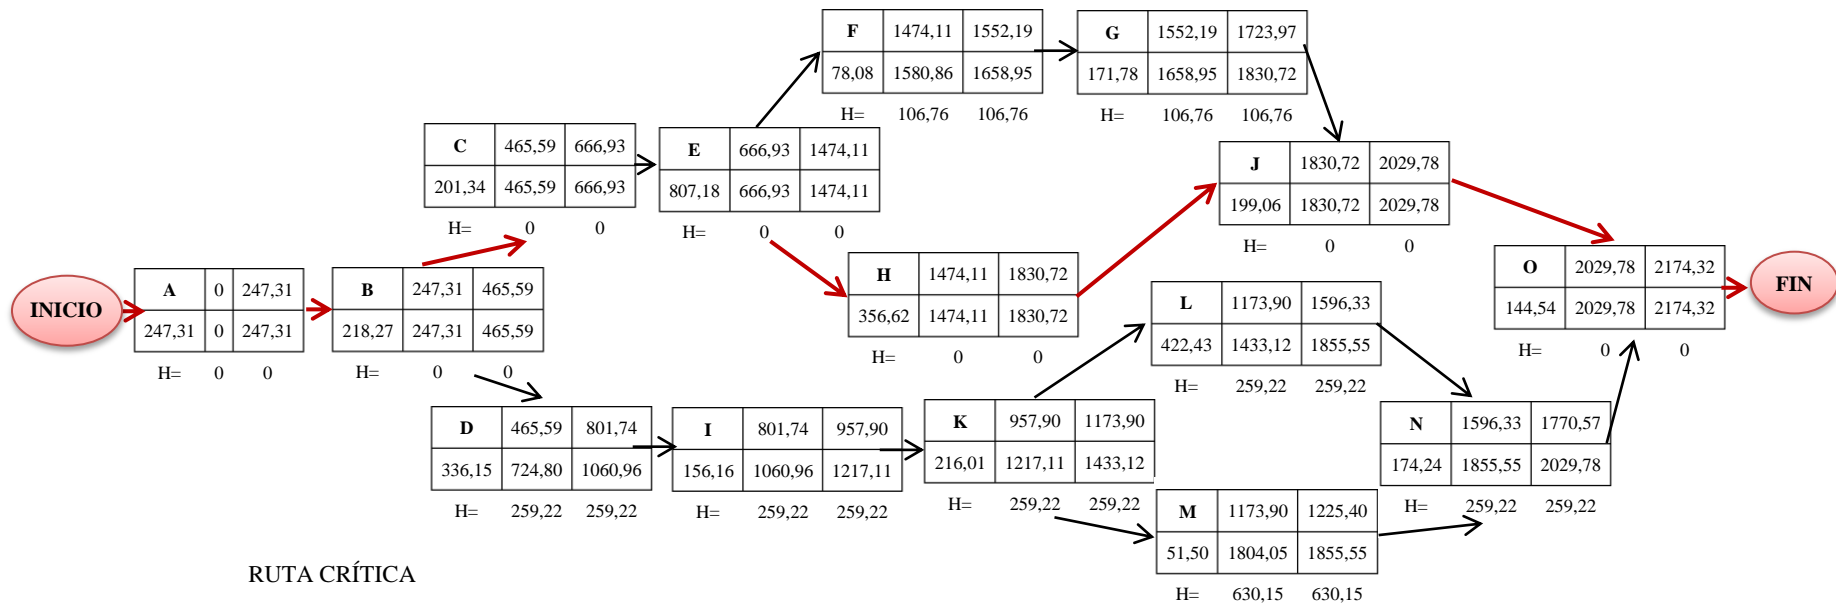 F 1474,11 1552,19
78,08 1580,86 1658,95
H= 106,76 106,76
G 1552,19 1723,97
171,78 1658,95 1830,72
H= 106,76 106,76
C 465,59 666,93
201,34 465,59 666,93
H= 0 0
E 666,93 1474,11
807,18 666,93 1474,11
H= 0 0
J 1830,72 2029,78
199,06 1830,72 2029,78
H= 0 0
INICIO
A 0 247,31
247,31 0 247,31
H= 0 0
B 247,31 465,59
218,27 247,31 465,59
H= 0 0
H 1474,11 1830,72
356,62 1474,11 1830,72
H= 0 0
L 1173,90 1596,33
422,43 1433,12 1855,55
H= 259,22 259,22
O 2029,78 2174,32
144,54 2029,78 2174,32
H= 0 0
FIN
D 465,59 801,74
336,15 724,80 1060,96
H= 259,22 259,22
I 801,74 957,90
156,16 1060,96 1217,11
H= 259,22 259,22
K 957,90 1173,90
216,01 1217,11 1433,12
H= 259,22 259,22
N 1596,33 1770,57
174,24 1855,55 2029,78
H= 259,22 259,22
M 1173,90 1225,40
51,50 1804,05 1855,55
H= 630,15 630,15
RUTA CRÍTICA